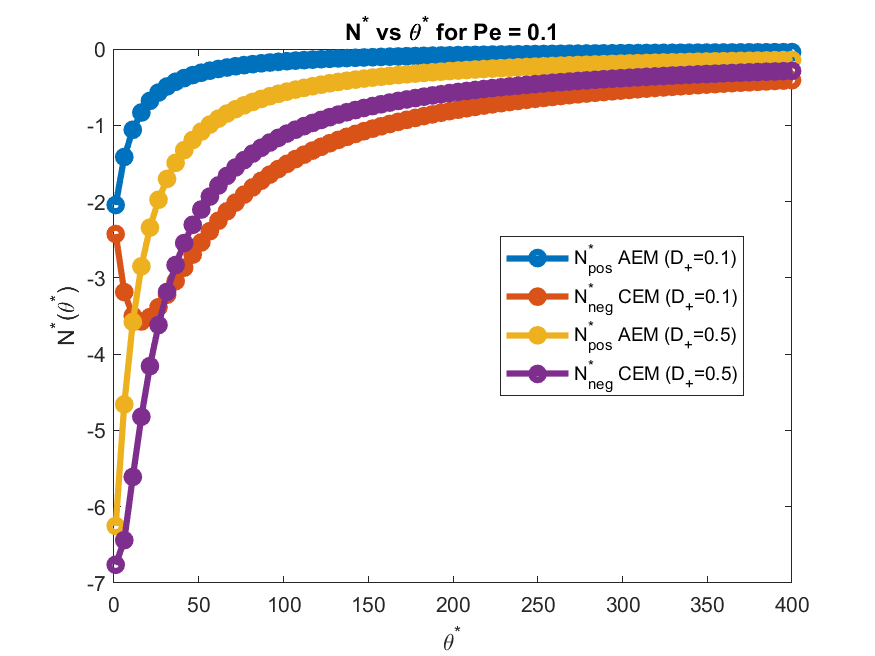 N* vs θ* for Pe = 0.1
N*(θ*)
0
-1
-2
-3
-4
-5
-6
-7
N*pos AEM (D+=0.1)
N*neg CEM (D+=0.1)
N*pos AEM (D+=0.5)
N*neg CEM (D+=0.5)
0 50 100 150 200 250 300 350 400
θ*